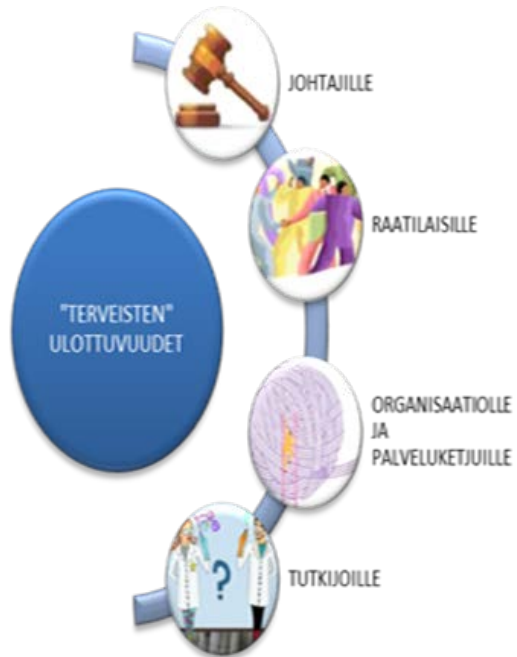 JOHTAJILLE
RAATILAISILLE
"TERVEISTEN"
ULOTTUVUUDET
ORGANISAATIOLLE
JA
PALVELUKETJUILLE
?
TUTKIJOILLE